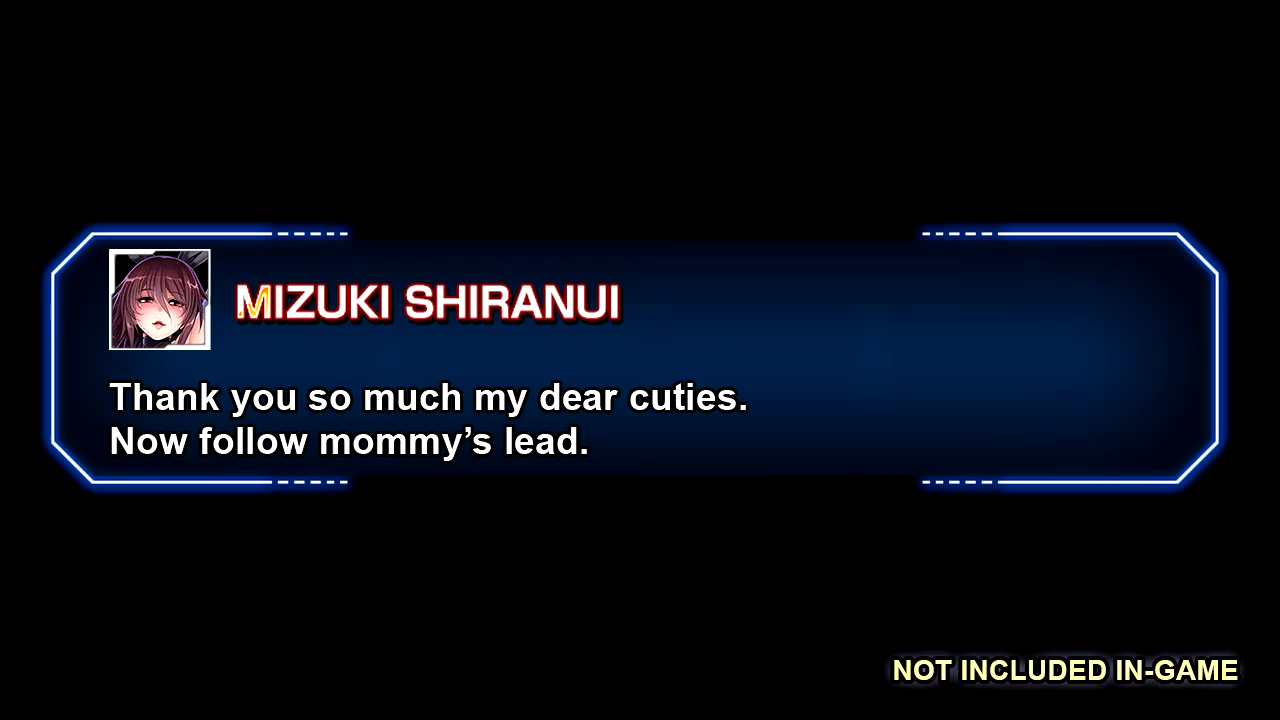 MIZUKI SHIRANUI
Thank you so much my dear cuties.
Now follow mommy’s lead.
NOT INCLUDED IN-GAME